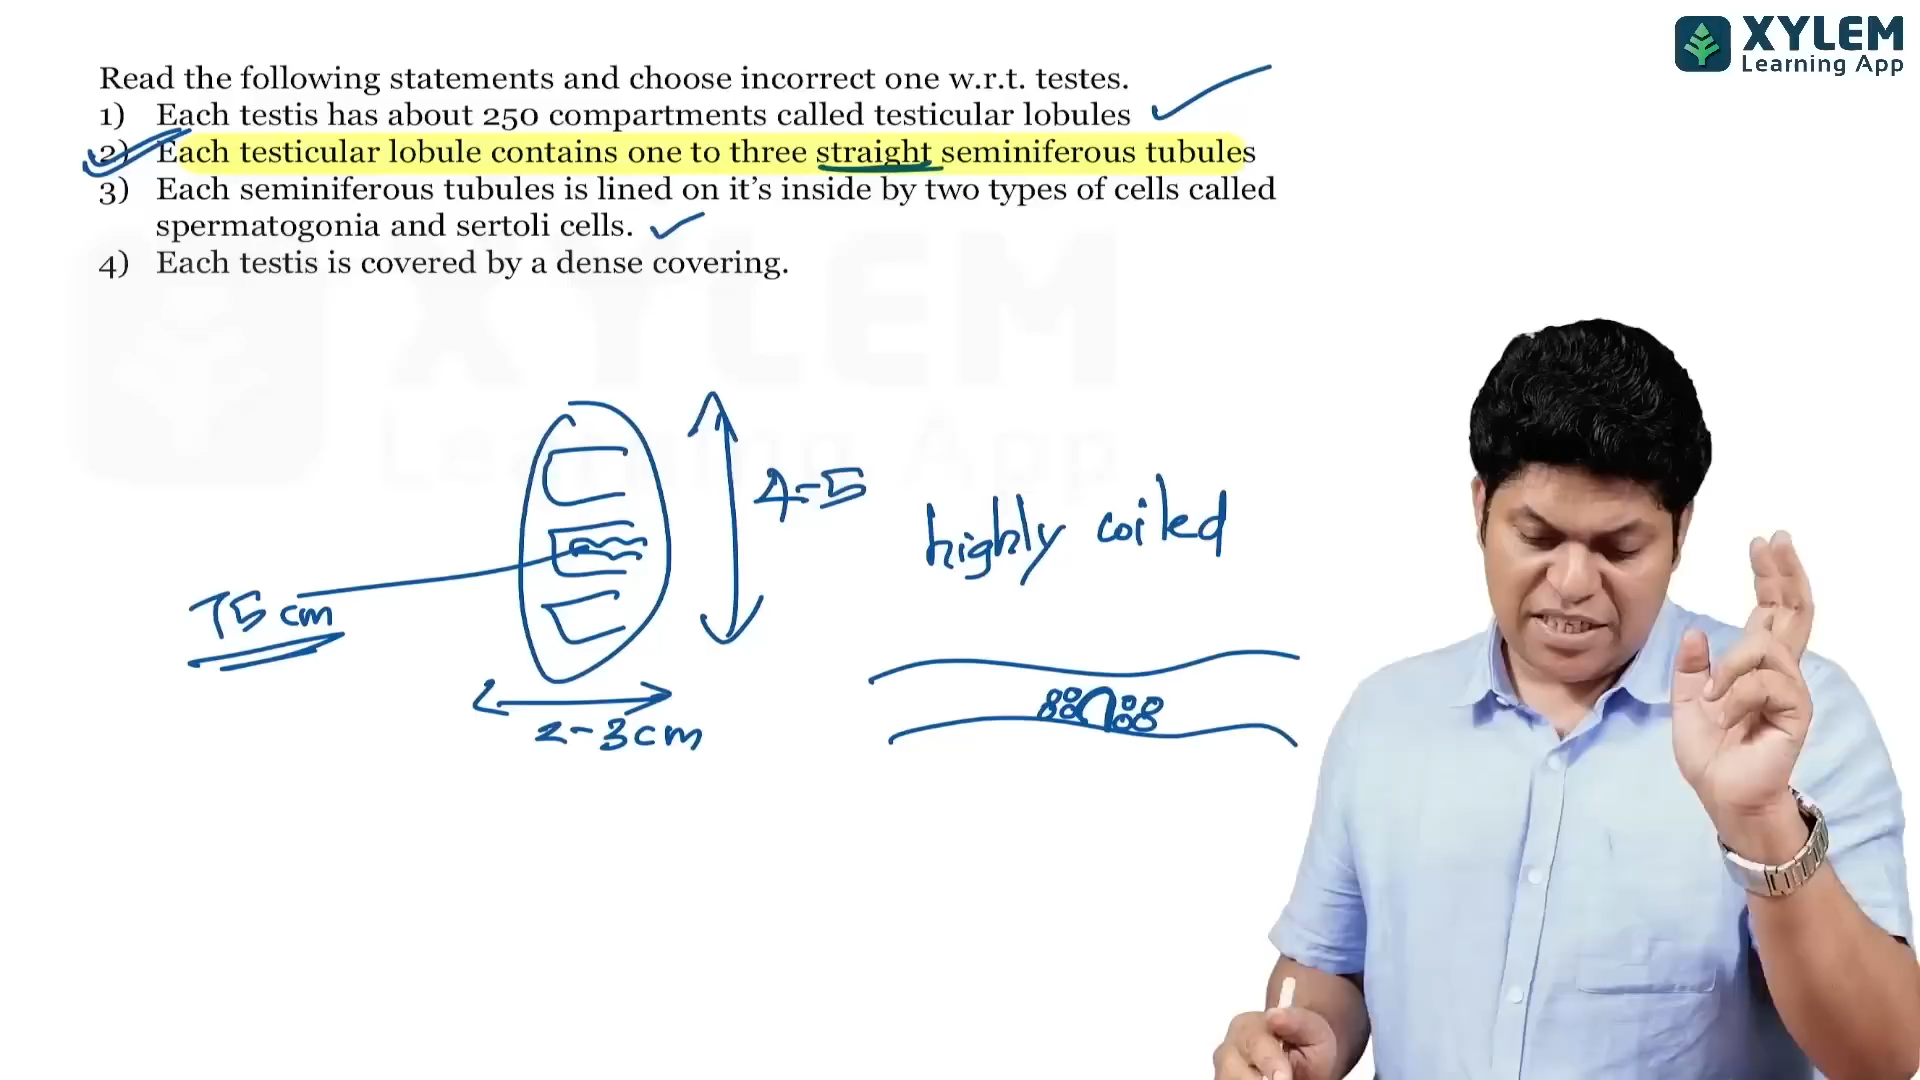 XYLEM
Learning App
Read the following statements and choose incorrect one w.r.t. testes.
1) Each testis has about 250 compartments called testicular lobules
2) Each testicular lobule contains one to three straight seminiferous tubules
3) Each seminiferous tubules is lined on it's inside by two types of cells called
spermatogonia and sertoli cells.
4) Each testis is covered by a dense covering.
XYLEM
Learning App
4-5
highly coiled
75 cm
2-3cm